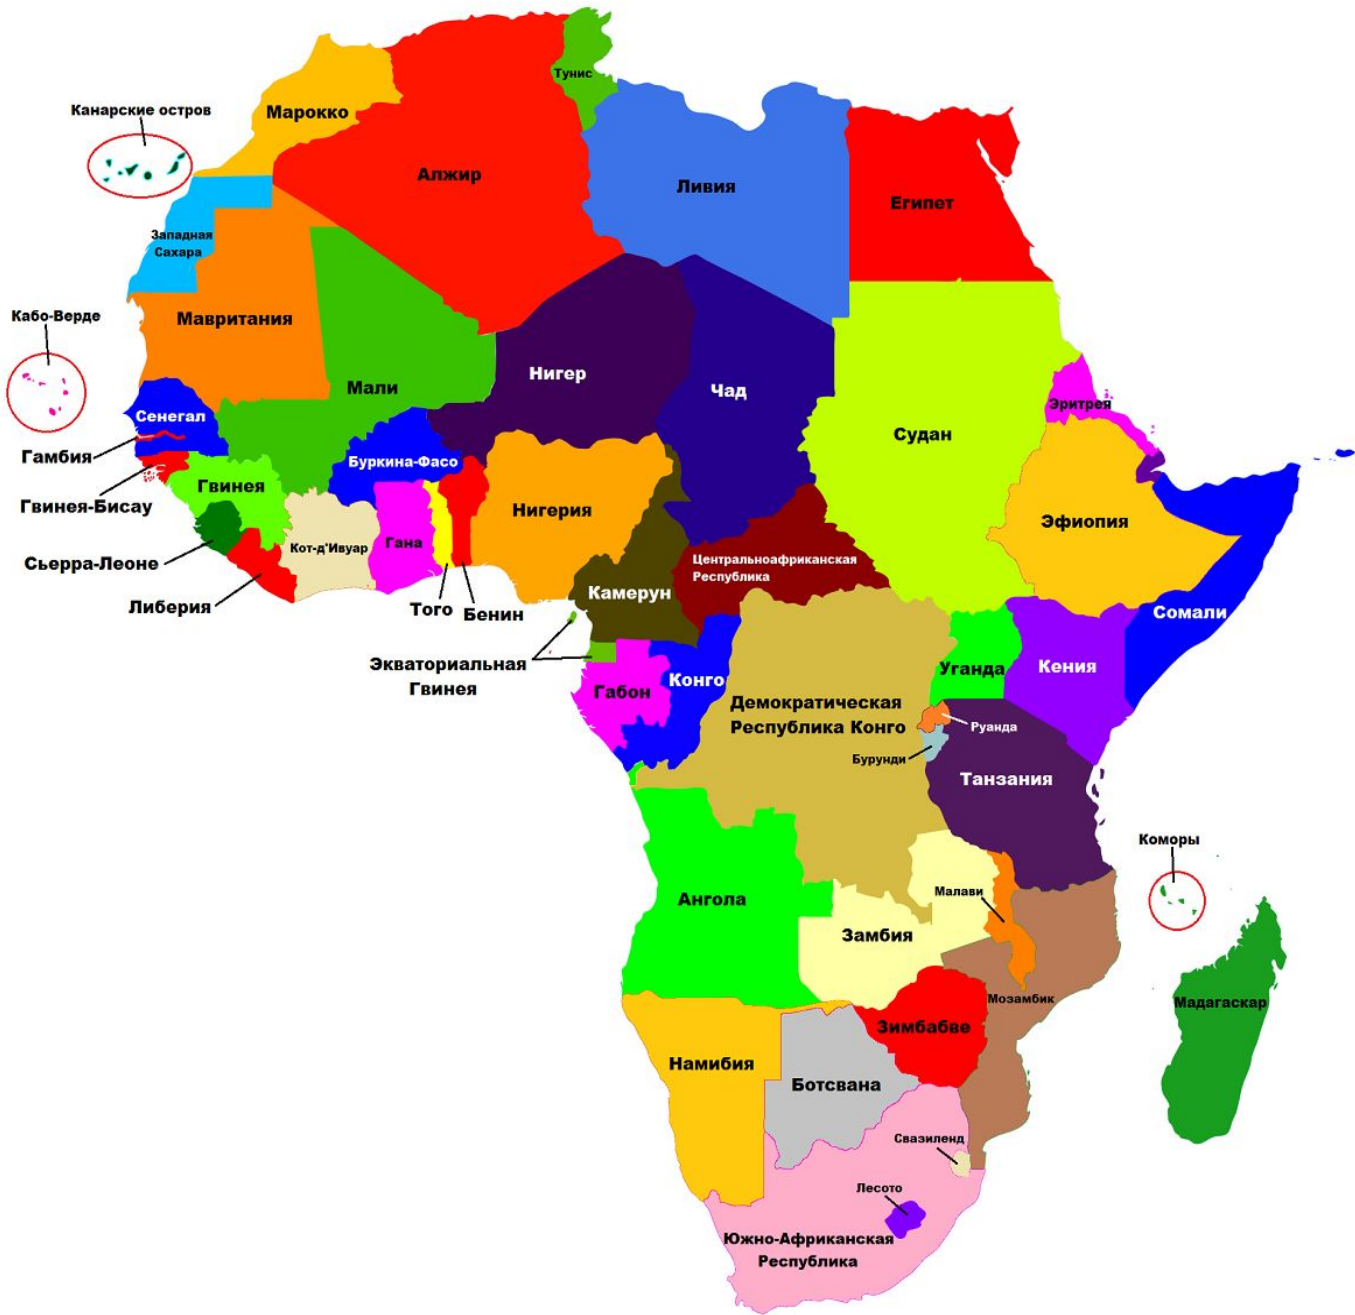 Тунис
Канарские остров
Марокко
Алжир
Ливия
Египет
Западная
Сахара
Кабо-Верде
Мавритания
Мали
Нигер
Чад
Эритрея
Сенегал
Судан
Гамбия
Буркина-Фасо
Гвинея
Гвинея-Бисау
Нигерия
Эфиопия
Кот-д'Ивуар
Гана
Сьерра-Леоне
Центральноафриканская
Республика
Камерун
Либерия
Того
Бенин
Сомали
Экваториальная
Гвинея
Габон
Конго
Уганда
Кения
Демократическая
Республика Конго
Руанда
Бурунди
Танзания
Коморы
Малави
Ангола
Замбия
Мозамбик
Мадагаскар
Зимбабве
Намибия
Ботсвана
Свазиленд
Лесото
Южно-Африканская
Республика